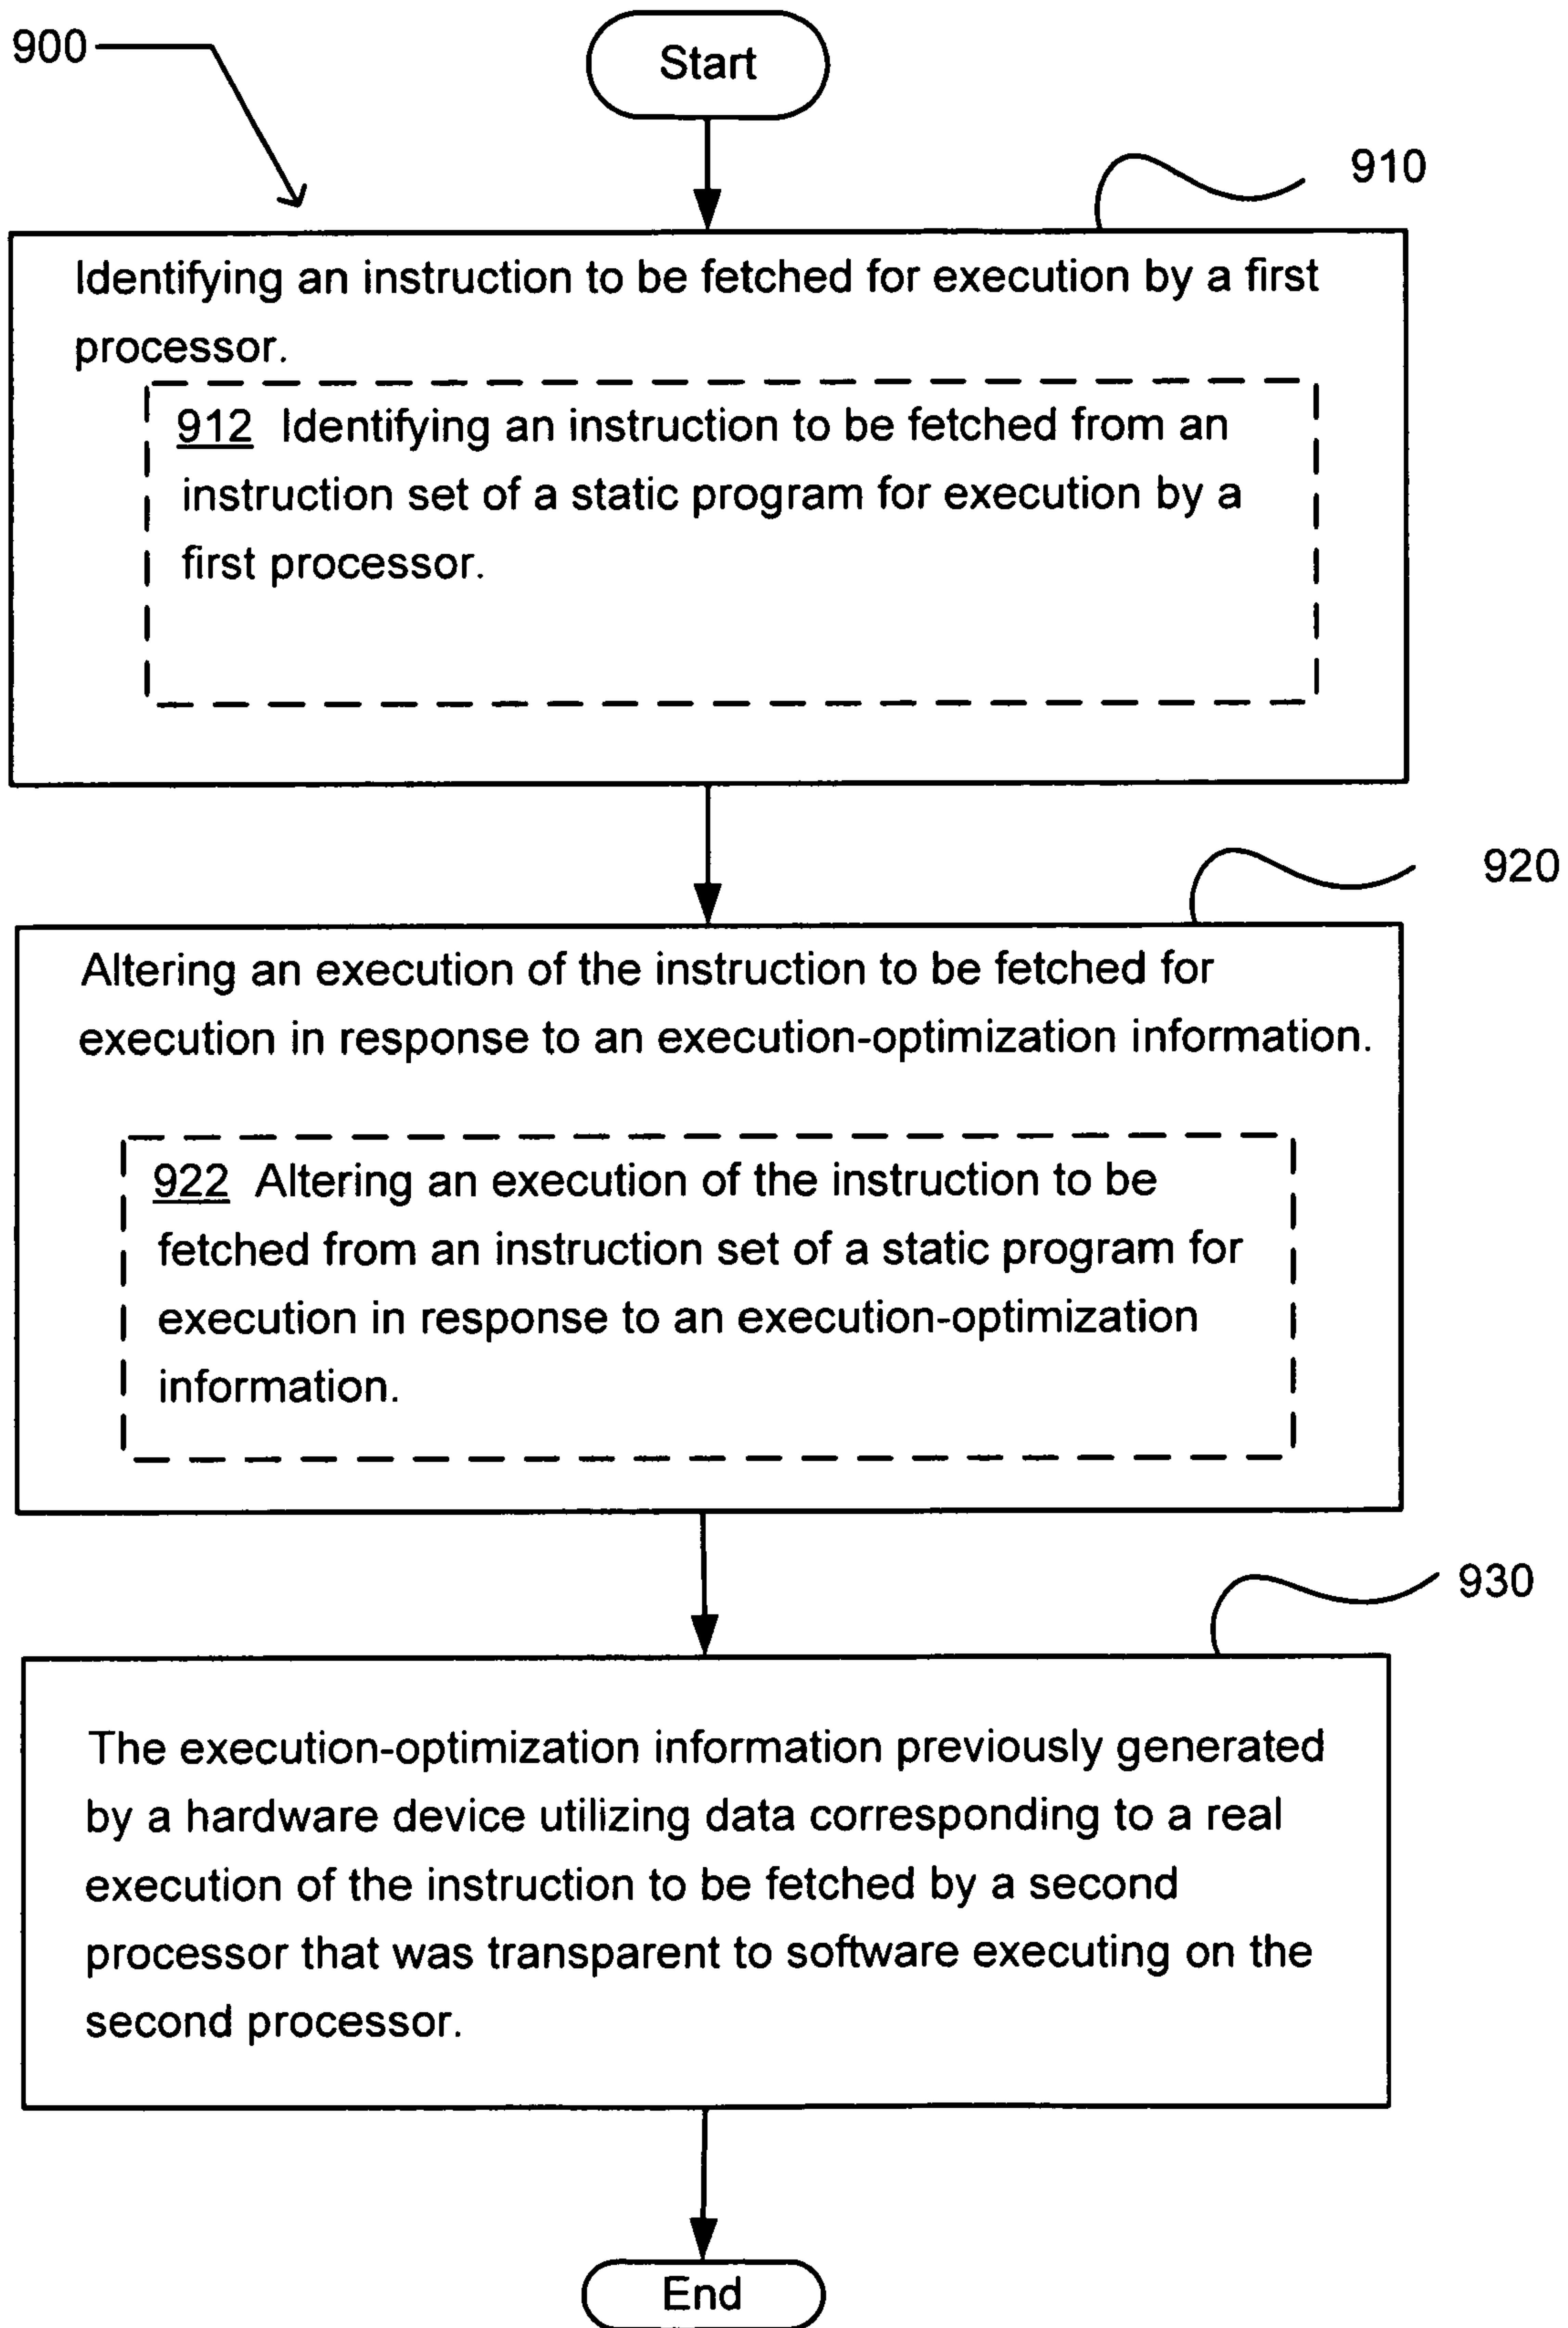 900
Start
910
Identifying an instruction to be fetched for execution by a first
processor.
912 Identifying an instruction to be fetched from an
instruction set of a static program for execution by a
first processor.
920
Altering an execution of the instruction to be fetched for
execution in response to an execution-optimization information.
922 Altering an execution of the instruction to be
fetched from an instruction set of a static program for
execution in response to an execution-optimization
information.
930
The execution-optimization information previously generated
by a hardware device utilizing data corresponding to a real
execution of the instruction to be fetched by a second
processor that was transparent to software executing on the
second processor.
End